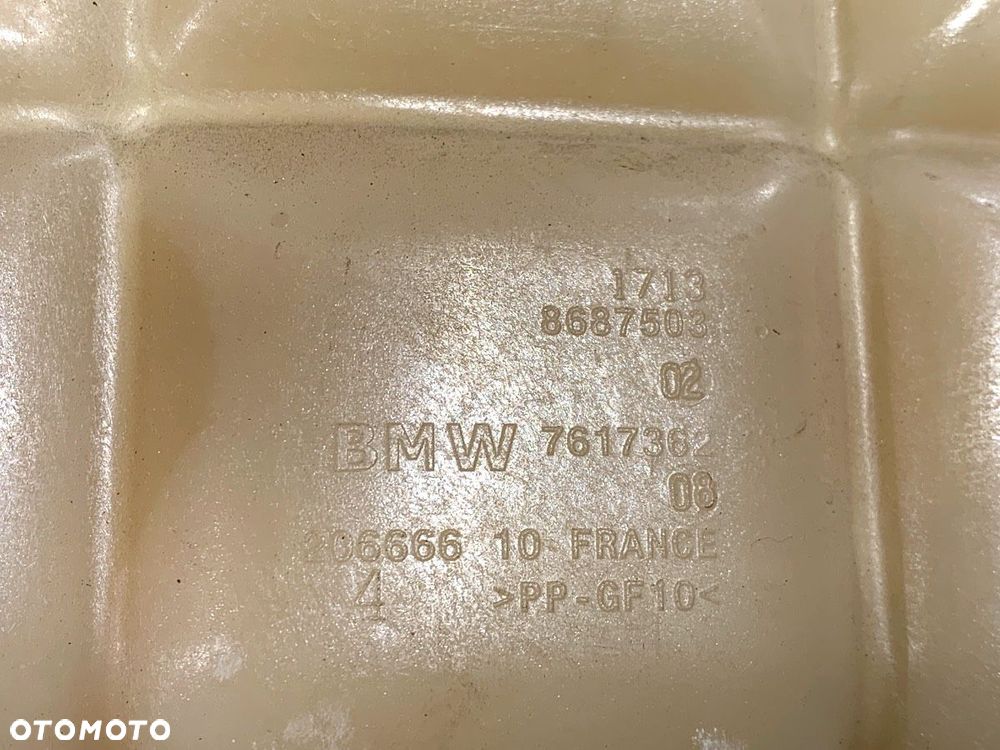 1713
8687503
02
BMW 7617362
08
206666 10 FRANCE
4 >PP-GF10<
OTOMOTO